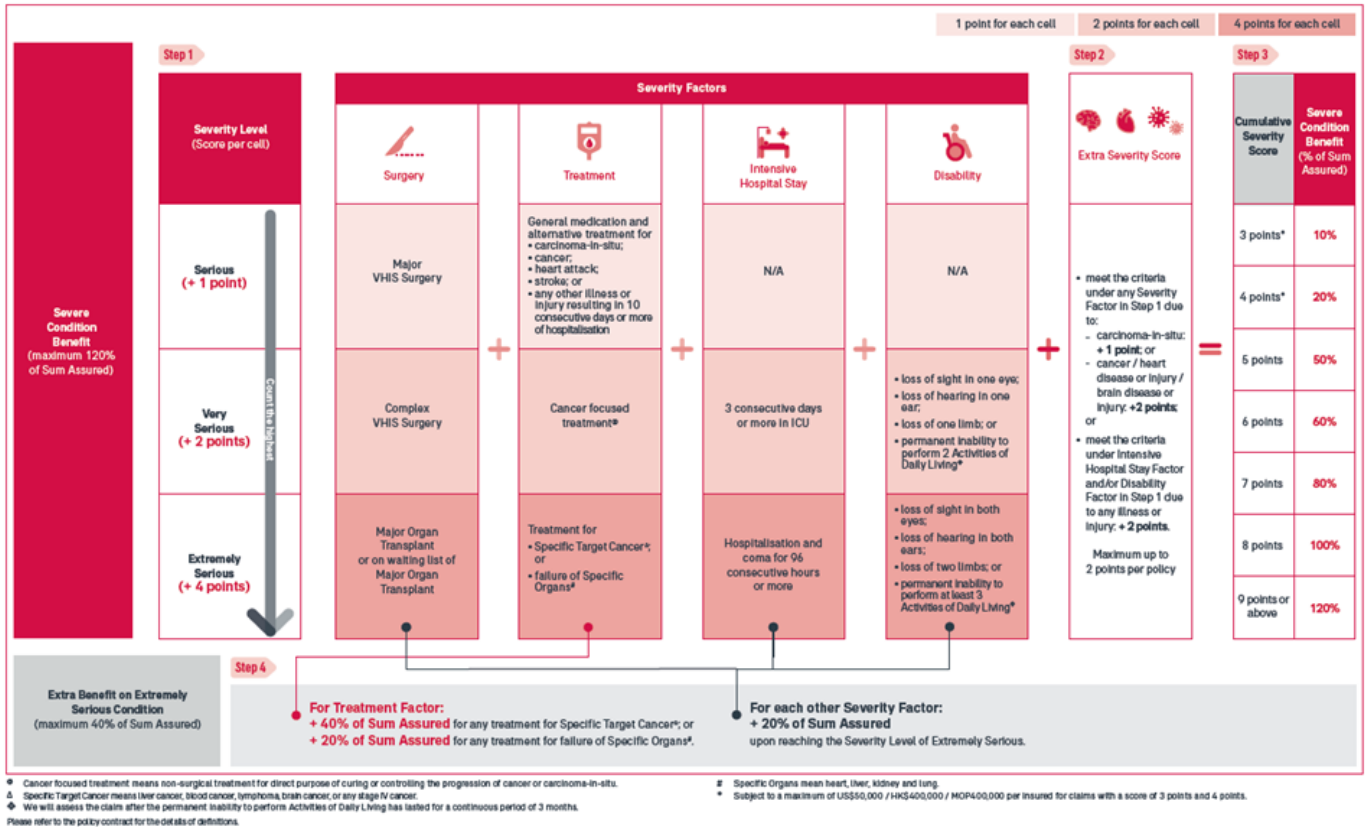 1 point for each cell
2 points for each cell
4 points for each cell
Step 1
Step 2
Step 3
Severe
Condition
Benefit
(maximum 120%
of Sum Assured)
Severity Level
(Score per cell)
Count the highest
Serious
(+ 1 point)
Very
Serious
(+ 2 points)
Extremely
Serious
(+ 4 points)
Severity Factors
Surgery
Treatment
Intensive
Hospital Stay
Disability
Major
VHIS Surgery
General medication and
alternative treatment for
• carcinoma-in-situ;
• cancer;
• heart attack;
• stroke; or
• any other illness or
injury resulting in 10
consecutive days or more
of hospitalisation
N/A
N/A
Complex
VHIS Surgery
Cancer focused
treatment⊕
3 consecutive days
or more in ICU
• loss of sight in one eye;
• loss of hearing in one
ear;
• loss of one limb; or
• permanent inability to
perform 2 Activities of
Daily Living❖
Major Organ
Transplant
or on waiting list of
Major Organ
Transplant
Treatment for
• Specific Target CancerΔ;
or
• failure of Specific
Organs#
Hospitalisation and
coma for 96
consecutive hours
or more
• loss of sight in both
eyes;
• loss of hearing in both
ears;
• loss of two limbs; or
• permanent inability to
perform at least 3
Activities of Daily Living❖
+
+
+
+
=
Extra Severity Score
• meet the criteria
under any Severity
Factor in Step 1 due
to:
- carcinoma-in-situ:
+ 1 point; or
- cancer / heart
disease or injury /
brain disease or
injury: +2 points;
or
• meet the criteria
under Intensive
Hospital Stay Factor
and/or Disability
Factor in Step 1 due
to any illness or
injury: + 2 points.
Maximum up to
2 points per policy
Cumulative
Severity
Score
Severe
Condition
Benefit
(% of Sum
Assured)
3 points* 10%
4 points* 20%
5 points 50%
6 points 60%
7 points 80%
8 points 100%
9 points or
above
120%
Extra Benefit on Extremely
Serious Condition
(maximum 40% of Sum Assured)
Step 4
For Treatment Factor:
+ 40% of Sum Assured for any treatment for Specific Target CancerΔ; or
+ 20% of Sum Assured for any treatment for failure of Specific Organs#.
For each other Severity Factor:
+ 20% of Sum Assured
upon reaching the Severity Level of Extremely Serious.
⊕ Cancer focused treatment means non-surgical treatment for direct purpose of curing or controlling the progression of cancer or carcinoma-in-situ.
Δ Specific Target Cancer means liver cancer, blood cancer, lymphoma, brain cancer, or any stage IV cancer.
❖ We will assess the claim after the permanent inability to perform Activities of Daily Living has lasted for a continuous period of 3 months.
Please refer to the policy contract for the details of definitions.
# Specific Organs mean heart, liver, kidney and lung.
* Subject to a maximum of US$50,000 / HK$400,000 / MOP400,000 per insured for claims with a score of 3 points and 4 points.